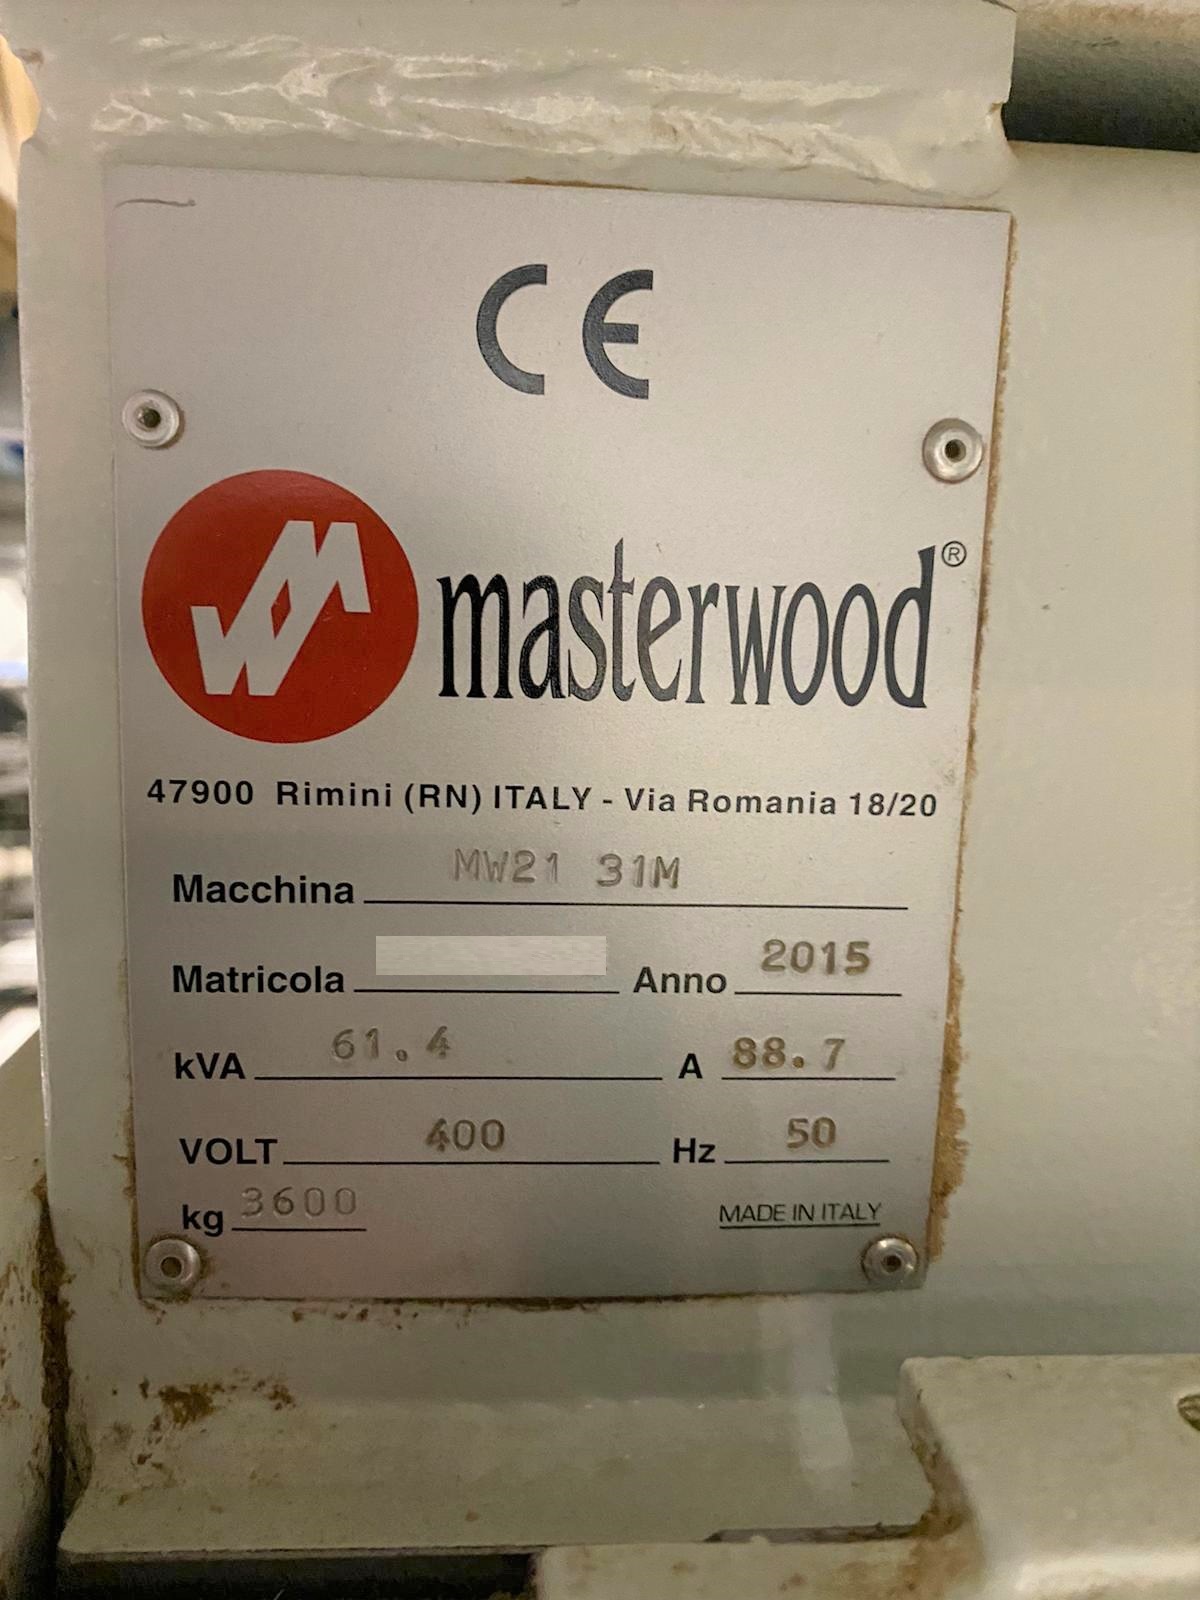 CE
masterwood®
47900 Rimini (RN) ITALY - Via Romania 18/20
Macchina MW21 31M
Matricola Anno 2015
kVA 61.4 A 88.7
VOLT 400 Hz 50
kg 3600 MADE IN ITALY